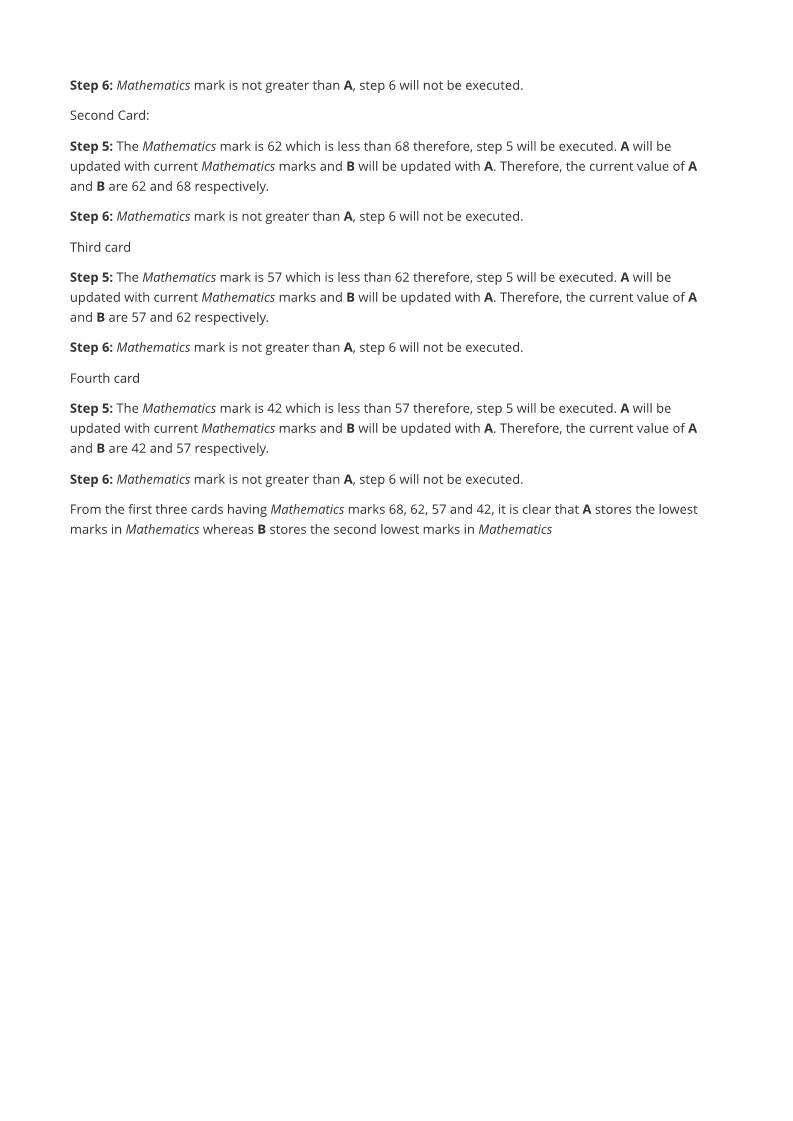 Step 6: Mathematics mark is not greater than A, step 6 will not be executed.
Second Card:
Step 5: The Mathematics mark is 62 which is less than 68 therefore, step 5 will be executed. A will be
updated with current Mathematics marks and B will be updated with A. Therefore, the current value of A
and B are 62 and 68 respectively.
Step 6: Mathematics mark is not greater than A, step 6 will not be executed.
Third card
Step 5: The Mathematics mark is 57 which is less than 62 therefore, step 5 will be executed. A will be
updated with current Mathematics marks and B will be updated with A. Therefore, the current value of A
and B are 57 and 62 respectively.
Step 6: Mathematics mark is not greater than A, step 6 will not be executed.
Fourth card
Step 5: The Mathematics mark is 42 which is less than 57 therefore, step 5 will be executed. A will be
updated with current Mathematics marks and B will be updated with A. Therefore, the current value of A
and B are 42 and 57 respectively.
Step 6: Mathematics mark is not greater than A, step 6 will not be executed.
From the first three cards having Mathematics marks 68, 62, 57 and 42, it is clear that A stores the lowest
marks in Mathematics whereas B stores the second lowest marks in Mathematics